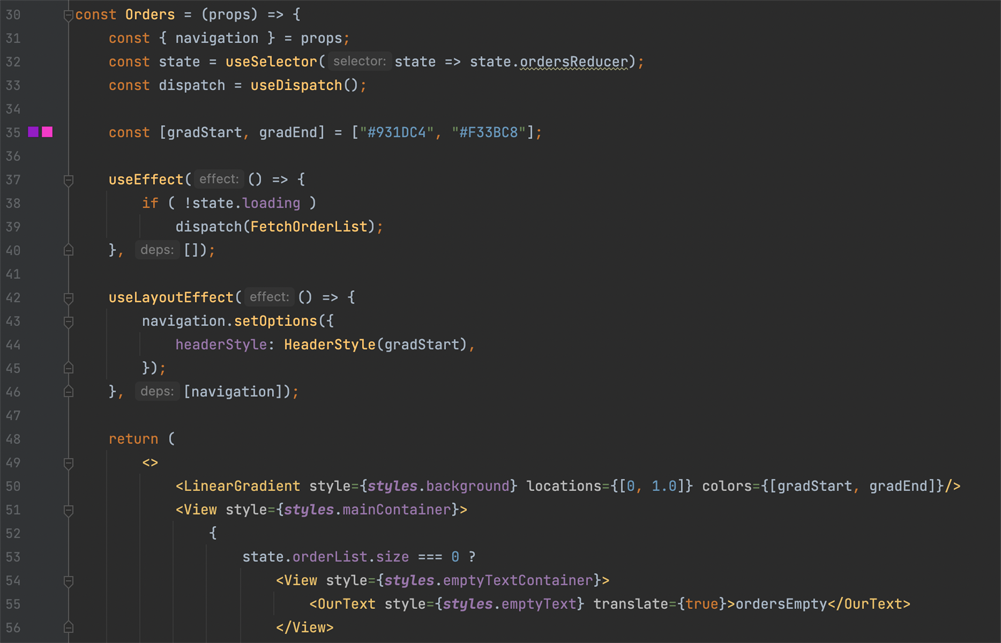 30 const Orders = (props) => {
31     const { navigation } = props;
32     const state = useSelector( selector: state => state.ordersReducer);
33     const dispatch = useDispatch();
34
35     const [gradStart, gradEnd] = ["#931DC4", "#F33BC8"];
36
37     useEffect( effect: () => {
38         if ( !state.loading )
39             dispatch(FetchOrderList);
40     }, deps: []);
41
42     useLayoutEffect( effect: () => {
43         navigation.setOptions({
44             headerStyle: HeaderStyle(gradStart),
45         });
46     }, deps: [navigation]);
47
48     return (
49         <>
50             <LinearGradient style={styles.background} locations={[0, 1.0]} colors={[gradStart, gradEnd]}/>
51             <View style={styles.mainContainer}>
52                 {
53                     state.orderList.size === 0 ?
54                         <View style={styles.emptyTextContainer}>
55                             <OurText style={styles.emptyText} translate={true}>ordersEmpty</OurText>
56                         </View>